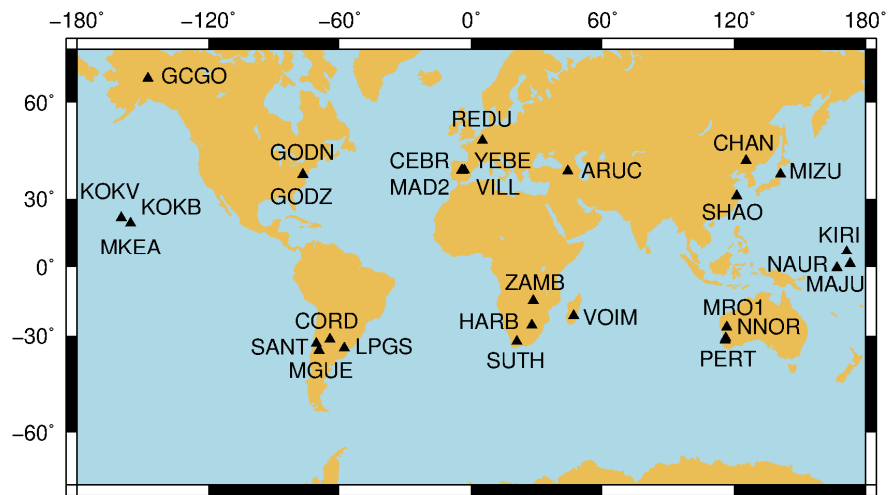 −180° −120° −60° 0° 60° 120° 180°
60°
30°
0°
−30°
−60°
GCGO
REDU
GODN
CHAN
CEBR YEBE ARUC MIZU
MAD2 VILL
GODZ
KOKV
KOKB
SHAO
MKEA
KIRI
NAUR
MAJU
ZAMB
MRO1
CORD HARB VOIM NNOR
SANT LPGS
SUTH PERT
MGUE